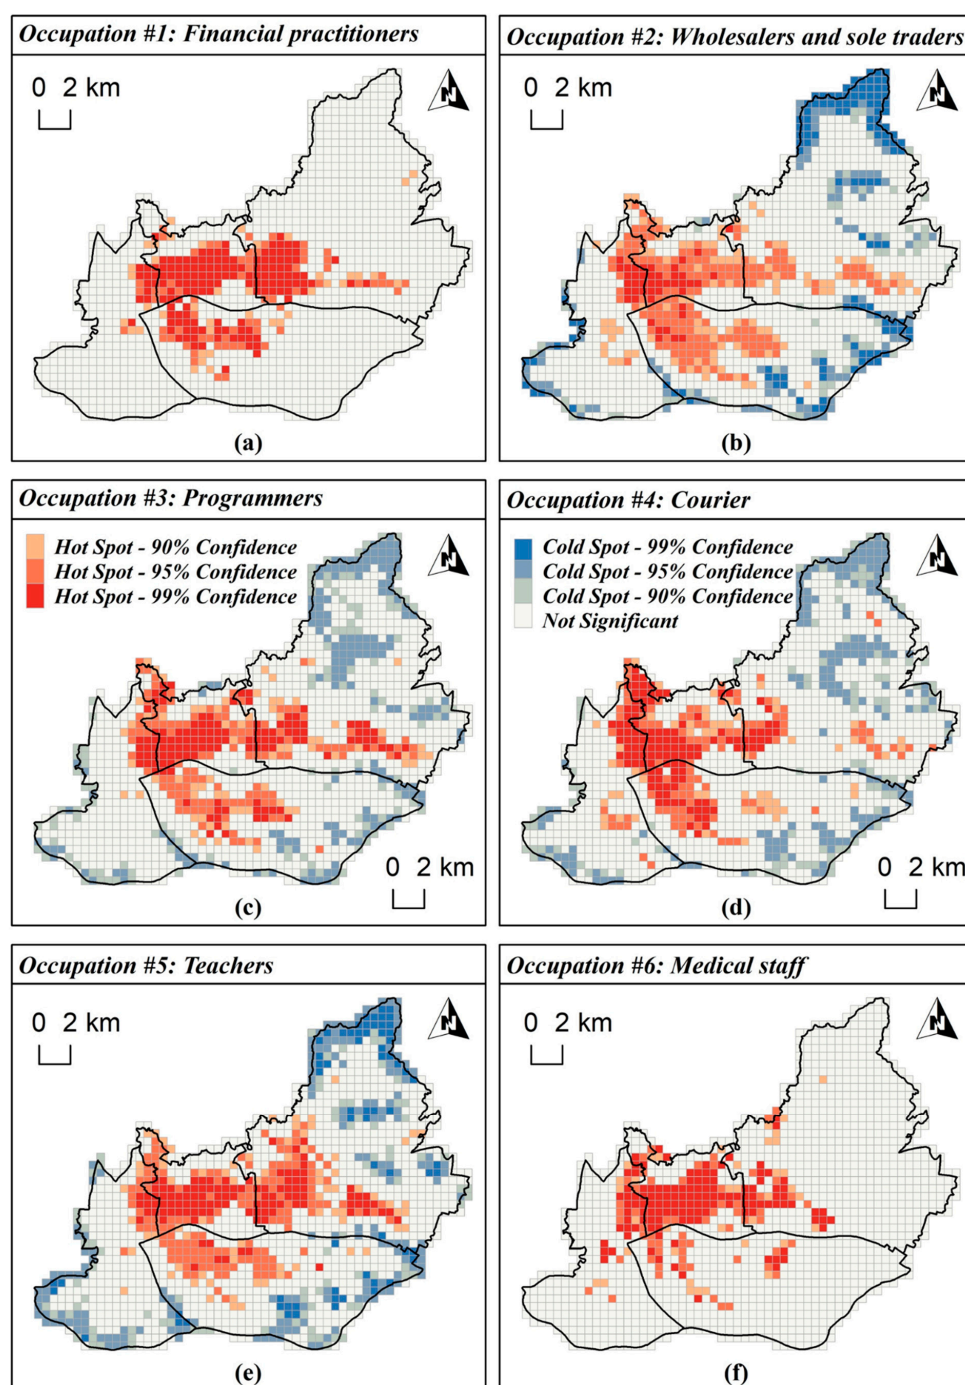 Occupation #1: Financial practitioners
0 2 km
N
(a)
Occupation #2: Wholesalers and sole traders
0 2 km
N
(b)
Occupation #3: Programmers
Hot Spot - 90% Confidence
Hot Spot - 95% Confidence
Hot Spot - 99% Confidence
N
0 2 km
(c)
Occupation #4: Courier
Cold Spot - 99% Confidence
Cold Spot - 95% Confidence
Cold Spot - 90% Confidence
Not Significant
N
0 2 km
(d)
Occupation #5: Teachers
0 2 km
N
(e)
Occupation #6: Medical staff
0 2 km
N
(f)